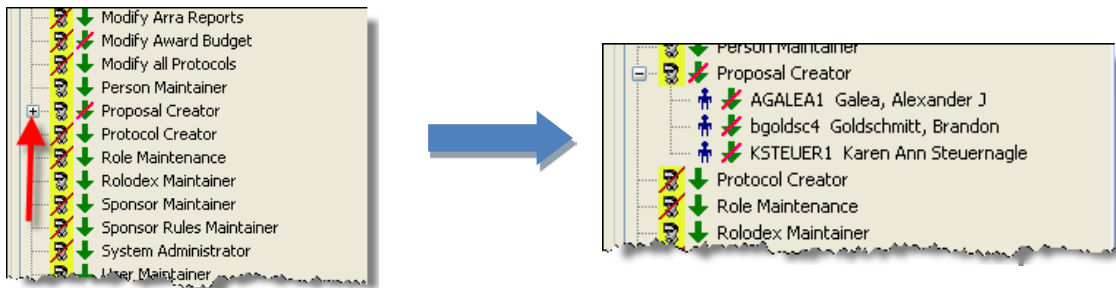 Modify Arra Reports
Modify Award Budget
Modify all Protocols
Person Maintainer
Proposal Creator
Protocol Creator
Role Maintenance
Rolodex Maintainer
Sponsor Maintainer
Sponsor Rules Maintainer
System Administrator
User Maintainer
Person Maintainer
Proposal Creator
AGALEA1 Galea, Alexander J
bgoldsc4 Goldschmitt, Brandon
KSTEUER1 Karen Ann Steuernagle
Protocol Creator
Role Maintenance
Rolodex Maintainer